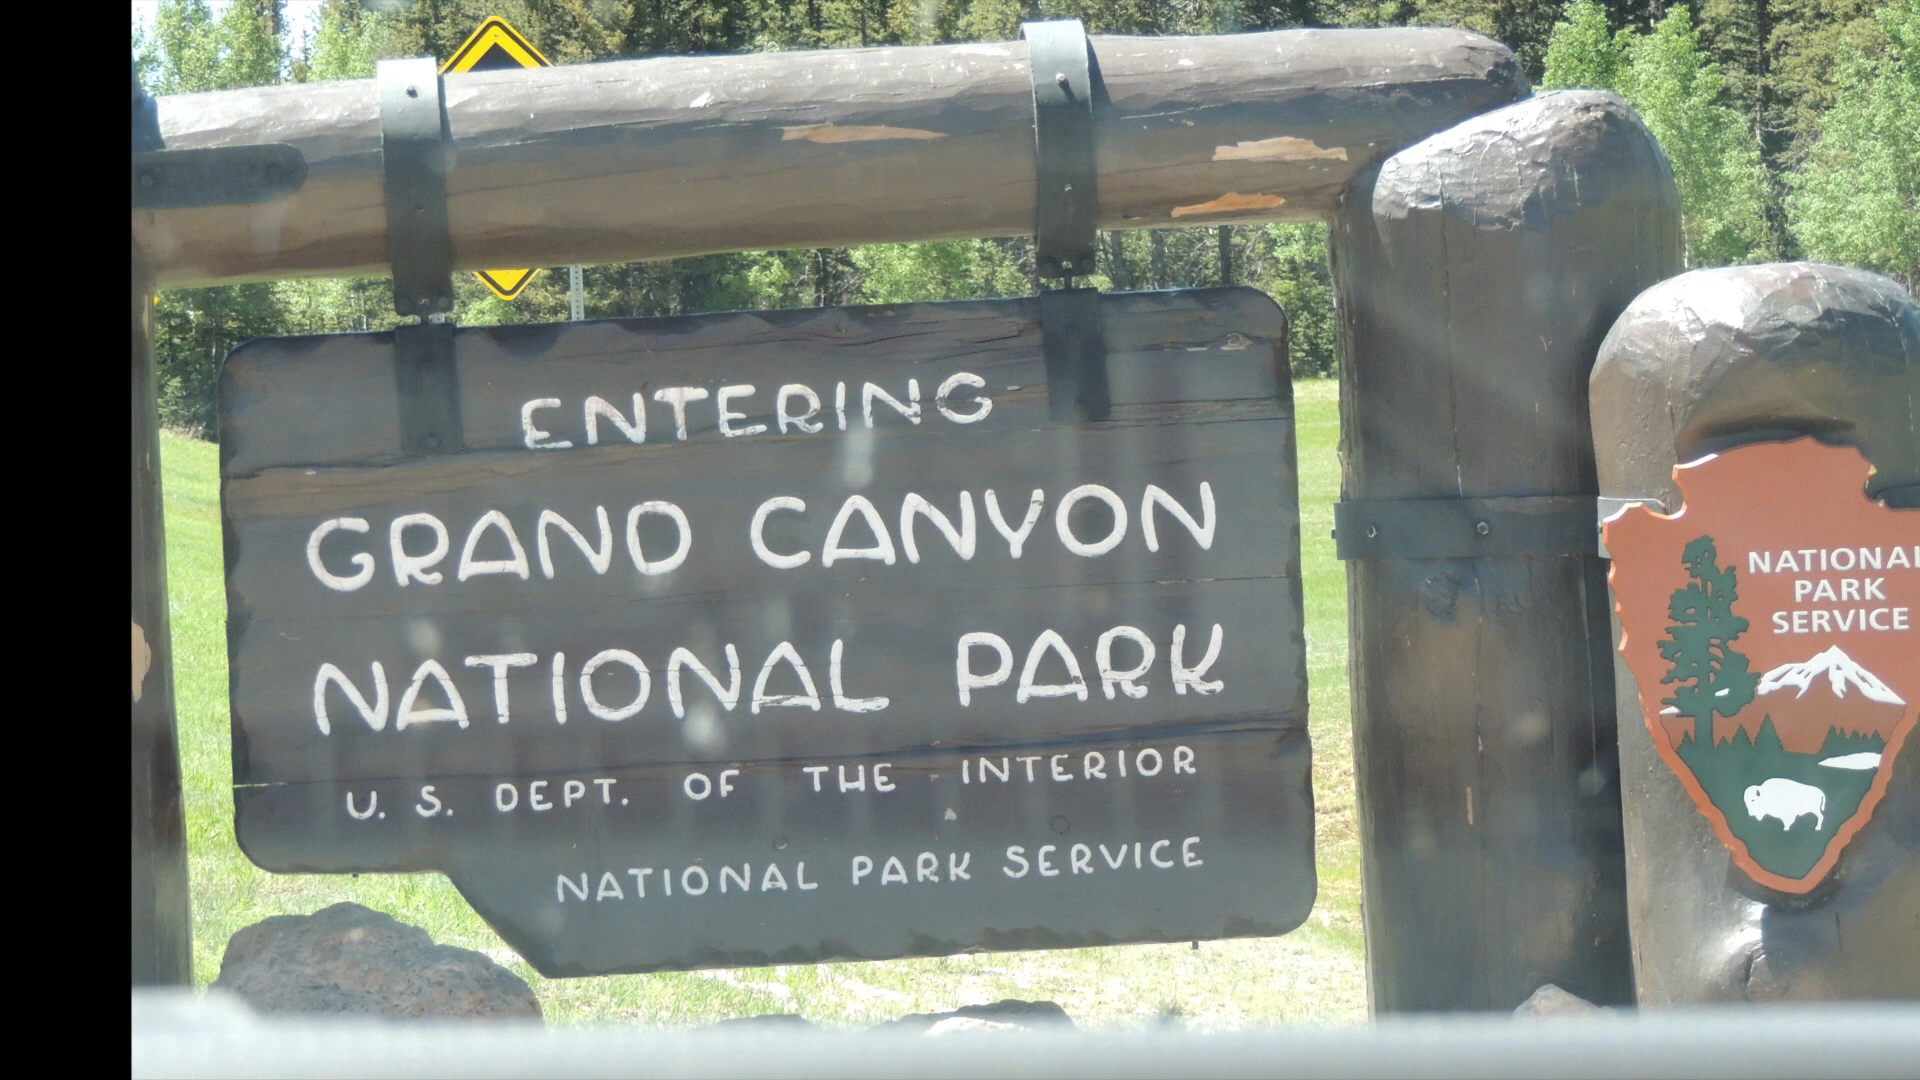 ENTERING
GRAND CANYON
NATIONAL PARK
U. S. DEPT. OF THE INTERIOR
NATIONAL PARK SERVICE
NATIONAL
PARK
SERVICE